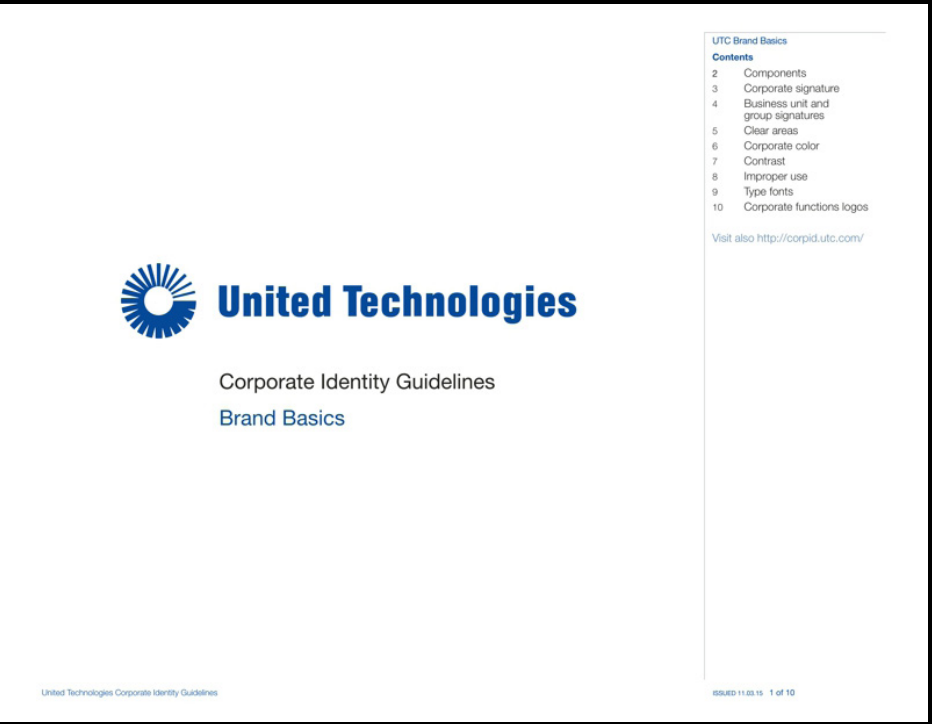 UTC Brand Basics
Contents
2 Components
3 Corporate signature
4 Business unit and
group signatures
5 Clear areas
6 Corporate color
7 Contrast
8 Improper use
9 Type fonts
10 Corporate functions logos
Visit also http://corpid.utc.com/
United Technologies
Corporate Identity Guidelines
Brand Basics
United Technologies Corporate Identity Guidelines
ISSUED 11.03.15 1 of 10